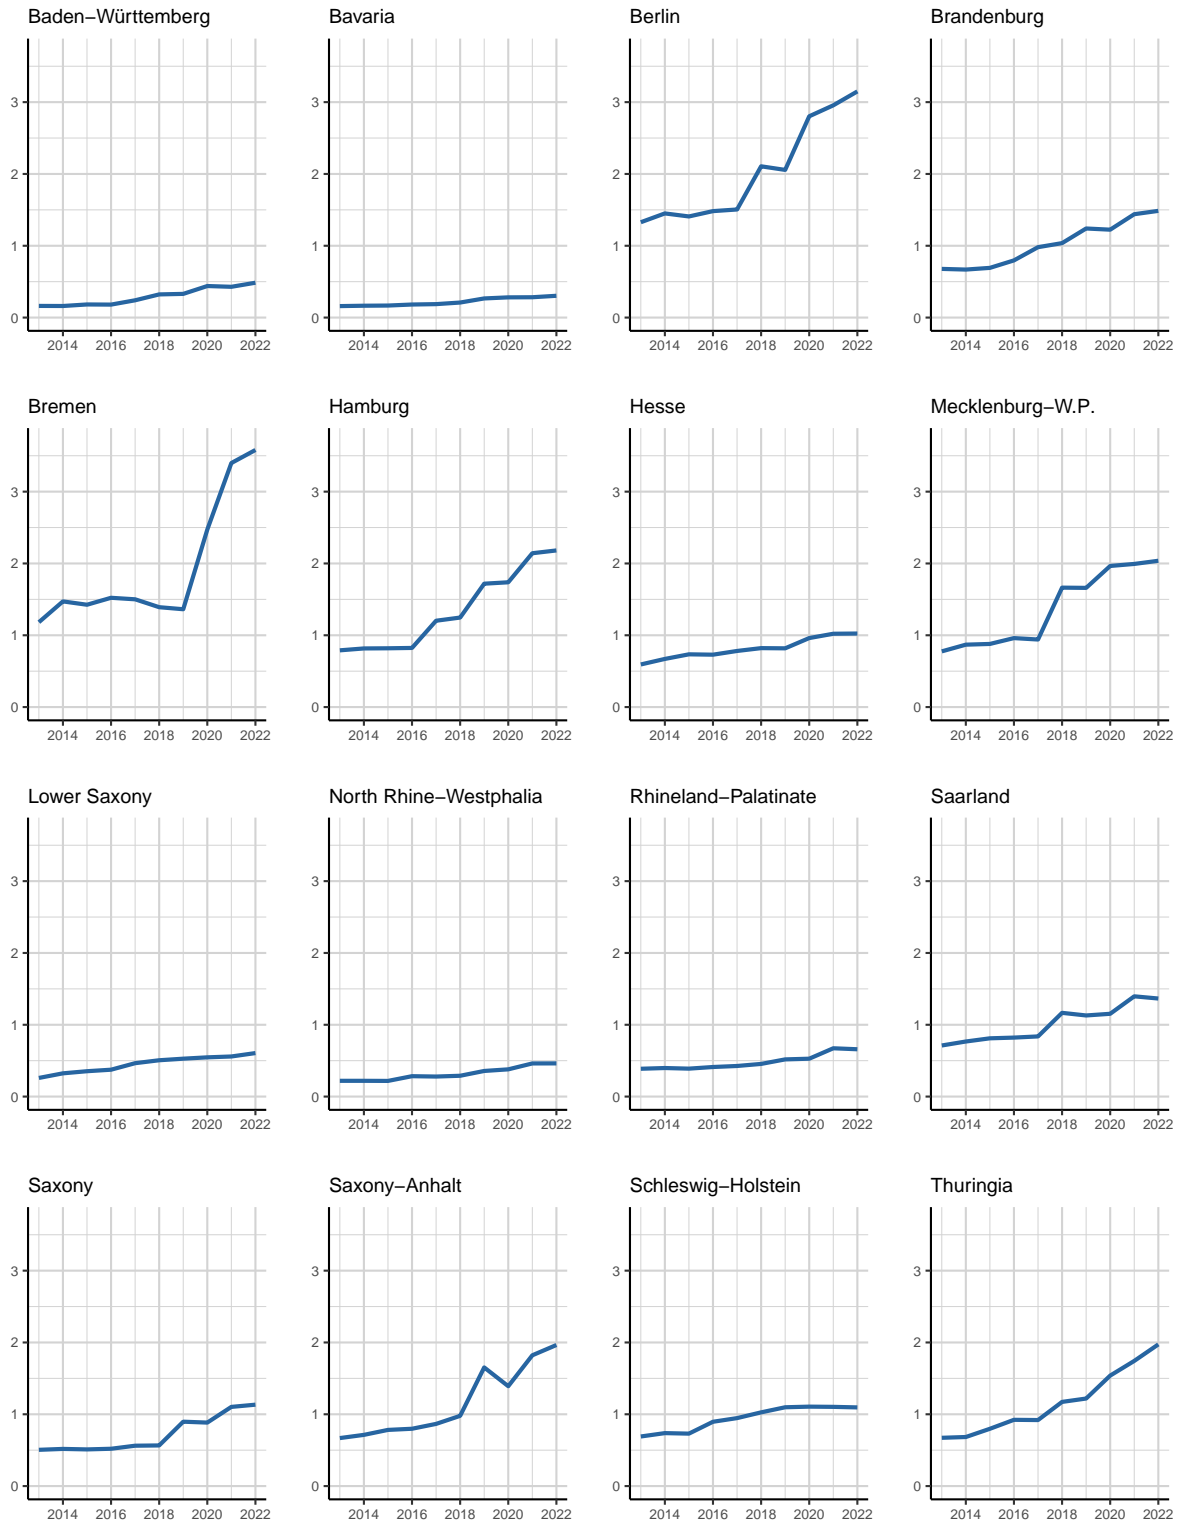 Baden−Württemberg
Bavaria
Berlin
Brandenburg
3
3
3
3
2
2
2
2
1
1
1
1
0
0
0
0
2014 2016 2018 2020 2022
2014 2016 2018 2020 2022
2014 2016 2018 2020 2022
2014 2016 2018 2020 2022
Bremen
Hamburg
Hesse
Mecklenburg−W.P.
3
3
3
3
2
2
2
2
1
1
1
1
0
0
0
0
2014 2016 2018 2020 2022
2014 2016 2018 2020 2022
2014 2016 2018 2020 2022
2014 2016 2018 2020 2022
Lower Saxony
North Rhine−Westphalia
Rhineland−Palatinate
Saarland
3
3
3
3
2
2
2
2
1
1
1
1
0
0
0
0
2014 2016 2018 2020 2022
2014 2016 2018 2020 2022
2014 2016 2018 2020 2022
2014 2016 2018 2020 2022
Saxony
Saxony−Anhalt
Schleswig−Holstein
Thuringia
3
3
3
3
2
2
2
2
1
1
1
1
0
0
0
0
2014 2016 2018 2020 2022
2014 2016 2018 2020 2022
2014 2016 2018 2020 2022
2014 2016 2018 2020 2022